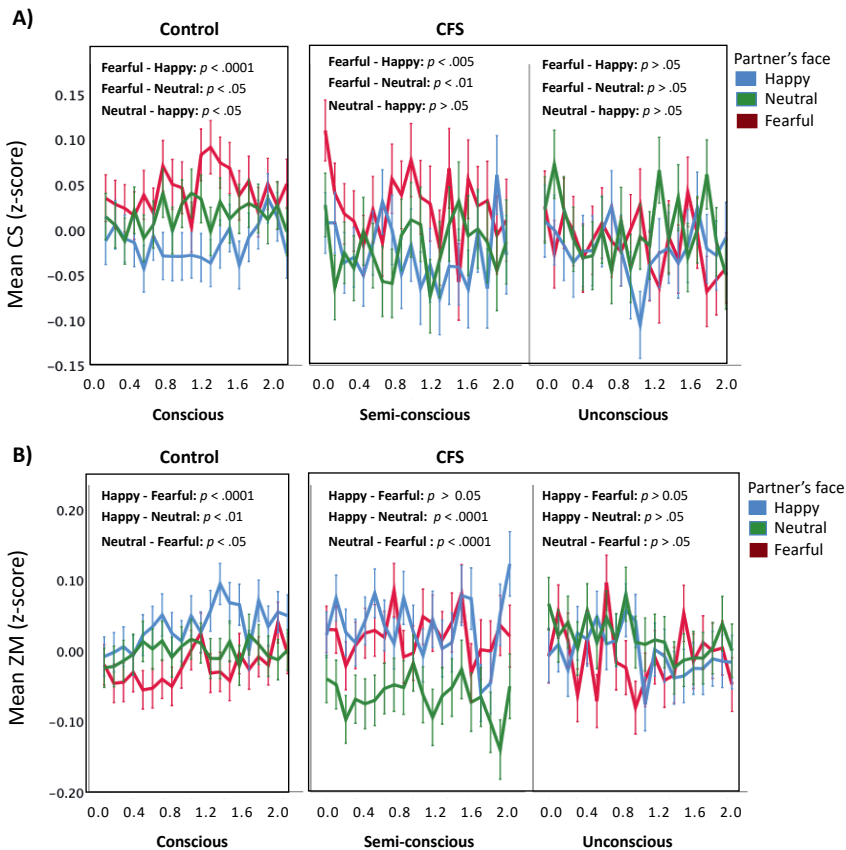 A)
Control
CFS
Fearful - Happy: p < .0001
Fearful - Neutral: p < .05
Neutral - happy: p < .05
Fearful - Happy: p < .005
Fearful - Neutral: p < .01
Neutral - happy: p > .05
Fearful - Happy: p > .05
Fearful - Neutral: p > .05
Neutral - happy: p > .05
Partner's face
Happy
Neutral
Fearful
Mean CS (z-score)
0.15
0.10
0.05
0.00
−0.05
−0.10
−0.15
0.0 0.4 0.8 1.2 1.6 2.0
0.0 0.4 0.8 1.2 1.6 2.0
0.0 0.4 0.8 1.2 1.6 2.0
Conscious
Semi-conscious
Unconscious
B)
Control
CFS
Happy - Fearful: p < .0001
Happy - Neutral: p < .01
Neutral - Fearful: p < .05
Happy - Fearful: p > 0.05
Happy - Neutral: p < .0001
Neutral - Fearful : p < .0001
Happy - Fearful: p > 0.05
Happy - Neutral: p > .05
Neutral - Fearful : p > .05
Partner's face
Happy
Neutral
Fearful
Mean ZM (z-score)
0.20
0.10
0.00
−0.10
−0.20
0.0 0.4 0.8 1.2 1.6 2.0
0.0 0.4 0.8 1.2 1.6 2.0
0.0 0.4 0.8 1.2 1.6 2.0
Conscious
Semi-conscious
Unconscious